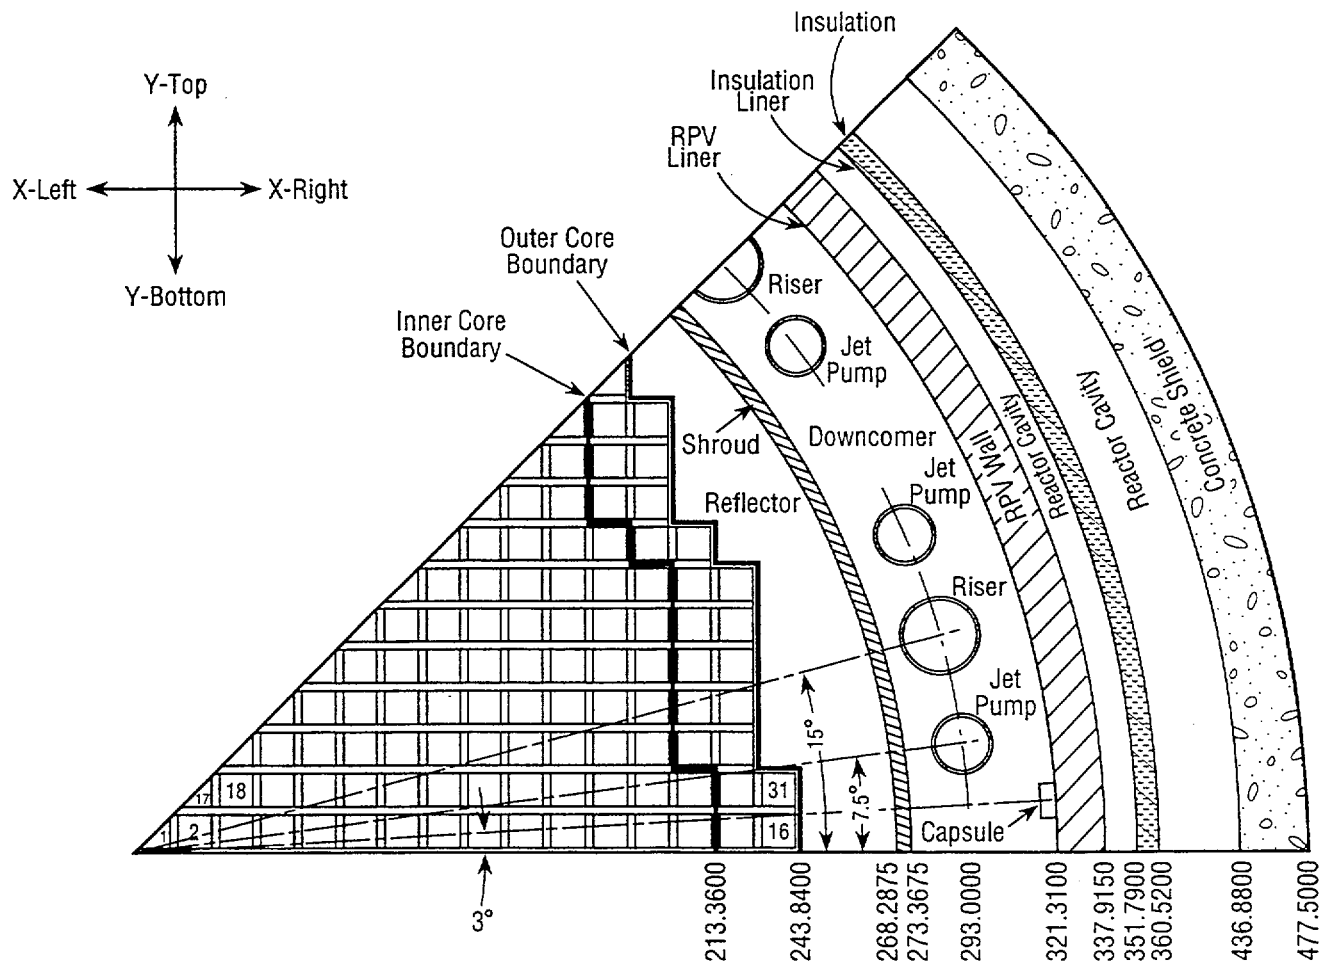 Insulation
Insulation
Liner
RPV
Liner
Y-Top
X-Left
X-Right
Y-Bottom
Outer Core
Boundary
Inner Core
Boundary
Riser
Jet
Pump
Shroud
Downcomer
Reflector
Jet
Pump
RPV Wall
Reactor Cavity
Reactor Cavity
Concrete Shield
Riser
Jet
Pump
15°
7.5°
17
18
31
1
2
16
Capsule
3°
213.3600
243.8400
268.2875
273.3675
293.0000
321.3100
337.9150
351.7900
360.5200
436.8800
477.5000